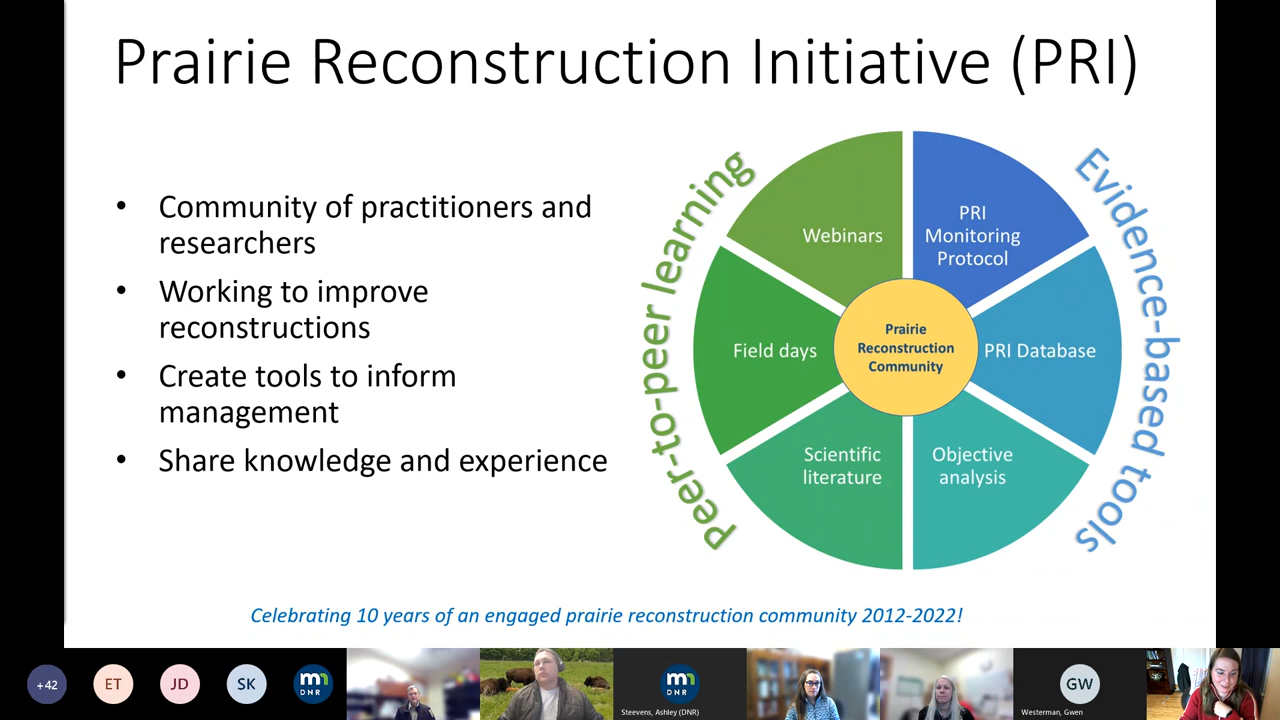 Prairie Reconstruction Initiative (PRI)
• Community of practitioners and
researchers
• Working to improve
reconstructions
• Create tools to inform
management
• Share knowledge and experience
Peer-to-peer learning
Evidence-based tools
Webinars
PRI
Monitoring
Protocol
Field days
Prairie
Reconstruction
Community
PRI Database
Scientific
literature
Objective
analysis
Celebrating 10 years of an engaged prairie reconstruction community 2012-2022!
+42
ET
JD
SK
mn
DNR
mn
DNR
Steevens, Ashley (DNR)
GW
Westerman, Gwen